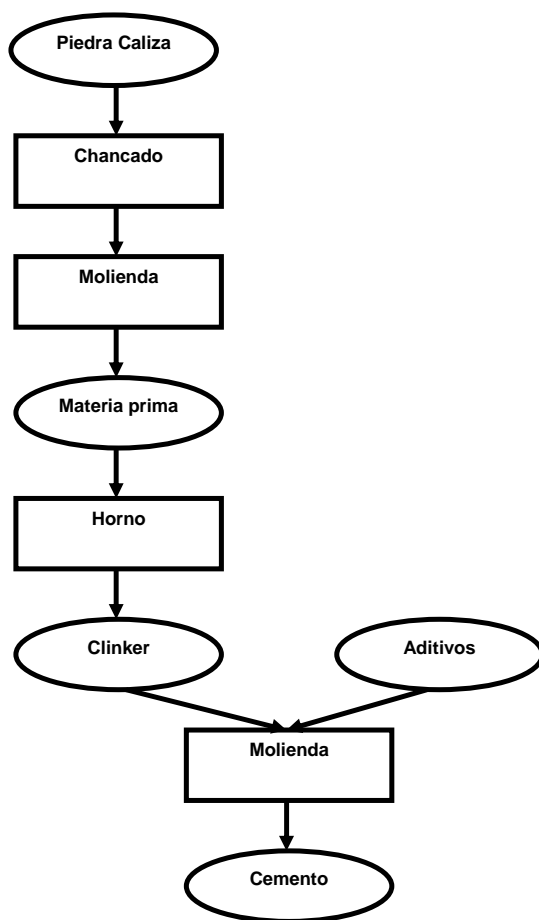 Piedra Caliza
Chancado
Molienda
Materia prima
Horno
Clinker
Aditivos
Molienda
Cemento